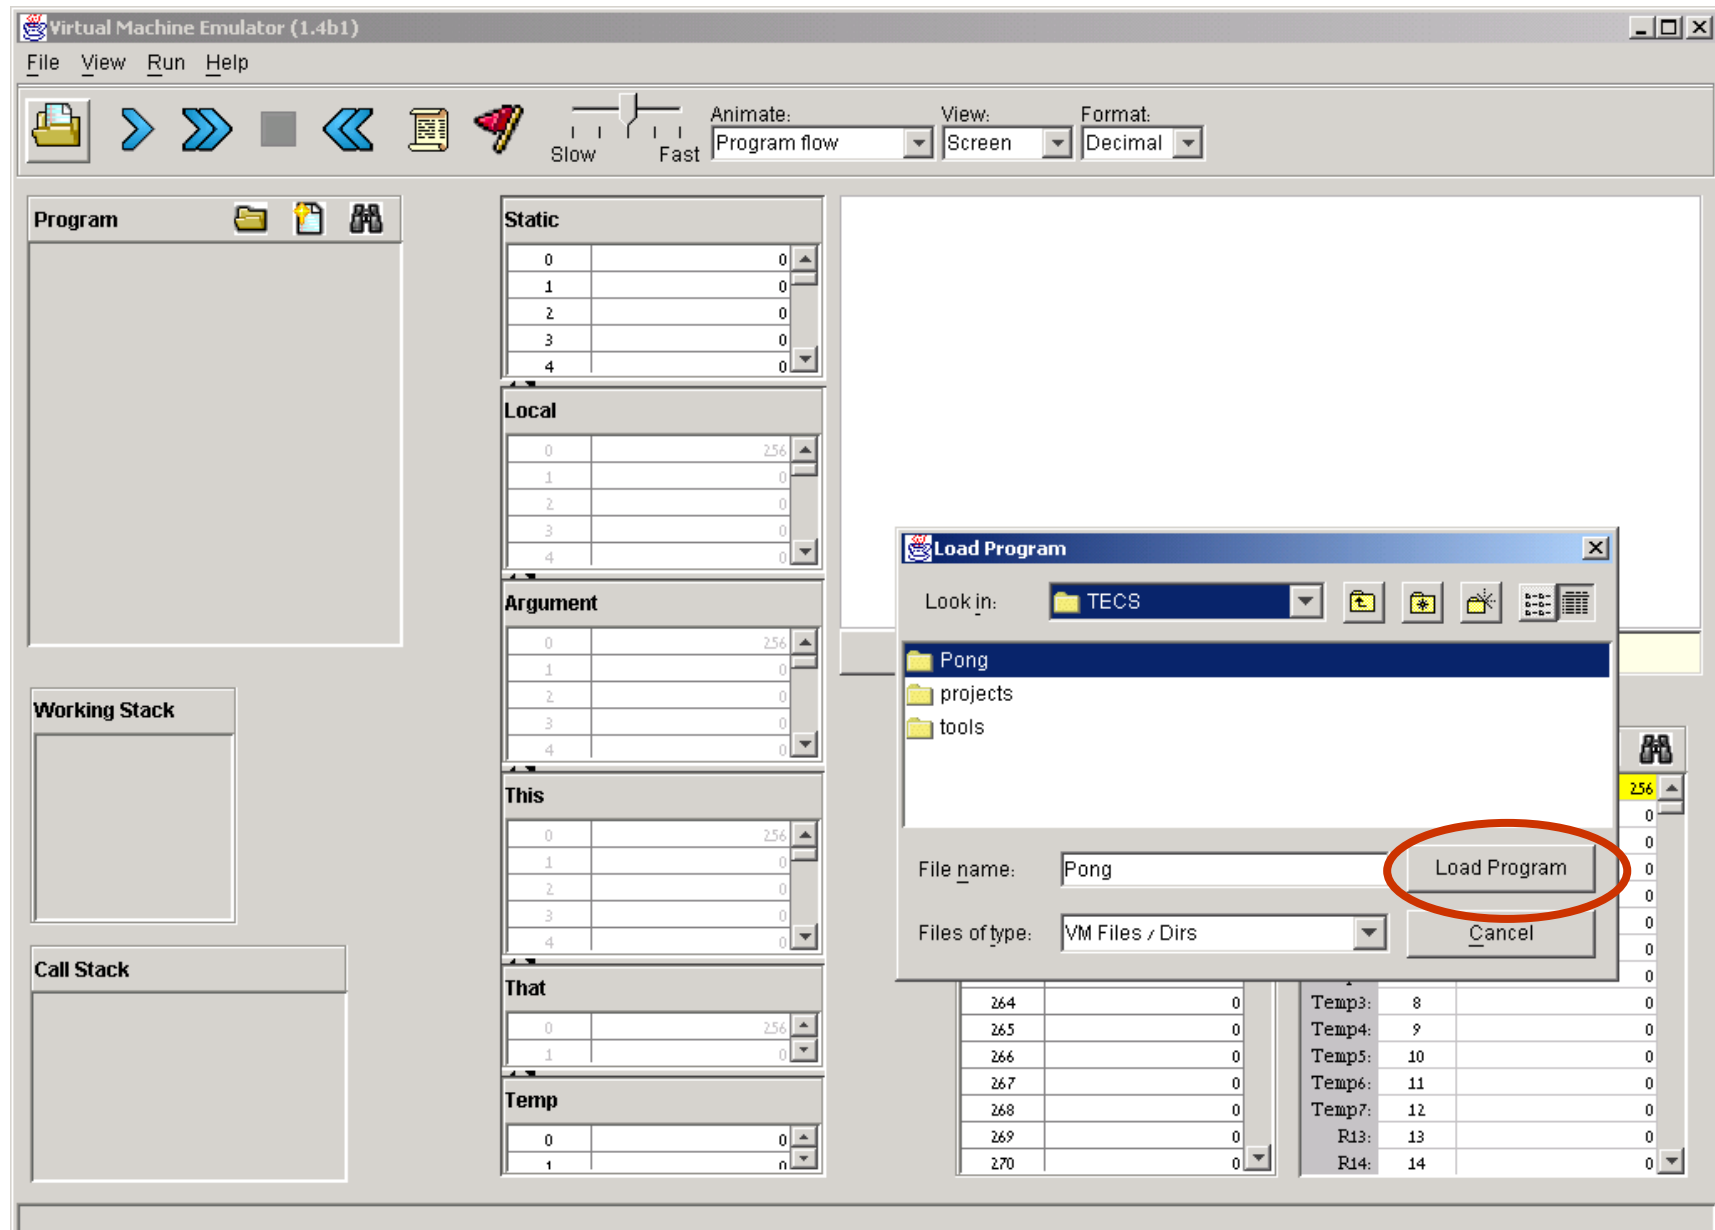 Virtual Machine Emulator (1.4b1)
File View Run Help
Slow Fast
Animate:
Program flow
View:
Screen
Format:
Decimal
Program
Static
0 0
1 0
2 0
3 0
4 0
Local
0 256
1 0
2 0
3 0
4 0
Argument
0 256
1 0
2 0
3 0
4 0
This
0 256
1 0
2 0
3 0
4 0
That
0 256
1 0
Temp
0 0
1 0
Working Stack
Call Stack
Load Program
Look in: TECS
Pong
projects
tools
File name: Pong
Load Program
Files of type: VM Files / Dirs
Cancel
264 0
265 0
266 0
267 0
268 0
269 0
270 0
256
0
0
0
0
0
0
0
Temp3: 8 0
Temp4: 9 0
Temp5: 10 0
Temp6: 11 0
Temp7: 12 0
R13: 13 0
R14: 14 0